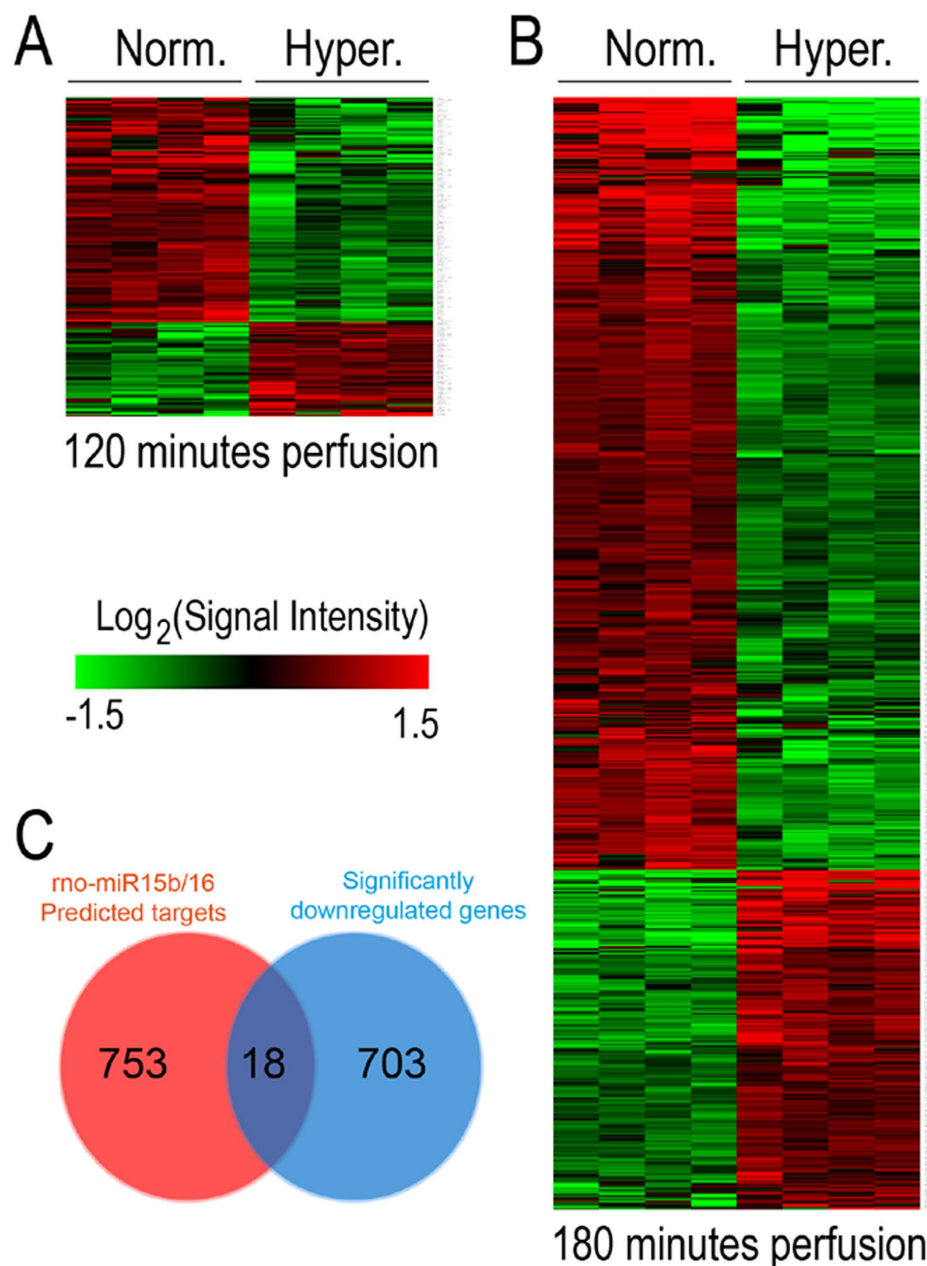 A
Norm. Hyper.
120 minutes perfusion
Log2(Signal Intensity)
-1.5 1.5
B
Norm. Hyper.
180 minutes perfusion
C
rno-miR15b/16
Predicted targets
Significantly
downregulated genes
753 18 703